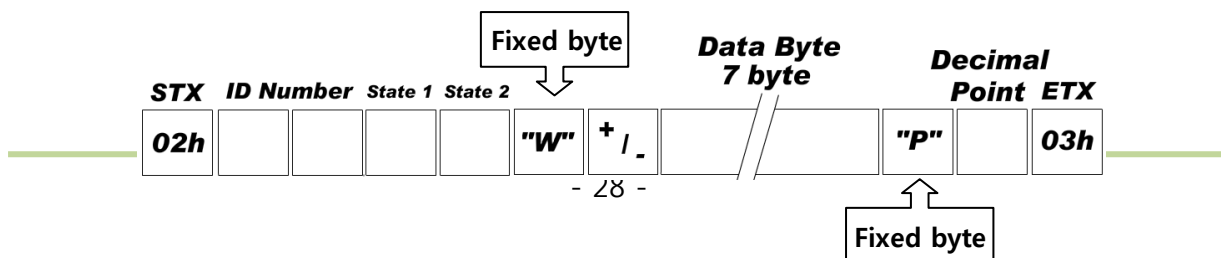 Fixed byte
Data Byte
7 byte
Decimal
Point
STX ID Number State 1 State 2 ETX
02h "W" + / - "P" 03h
- 28 -
Fixed byte